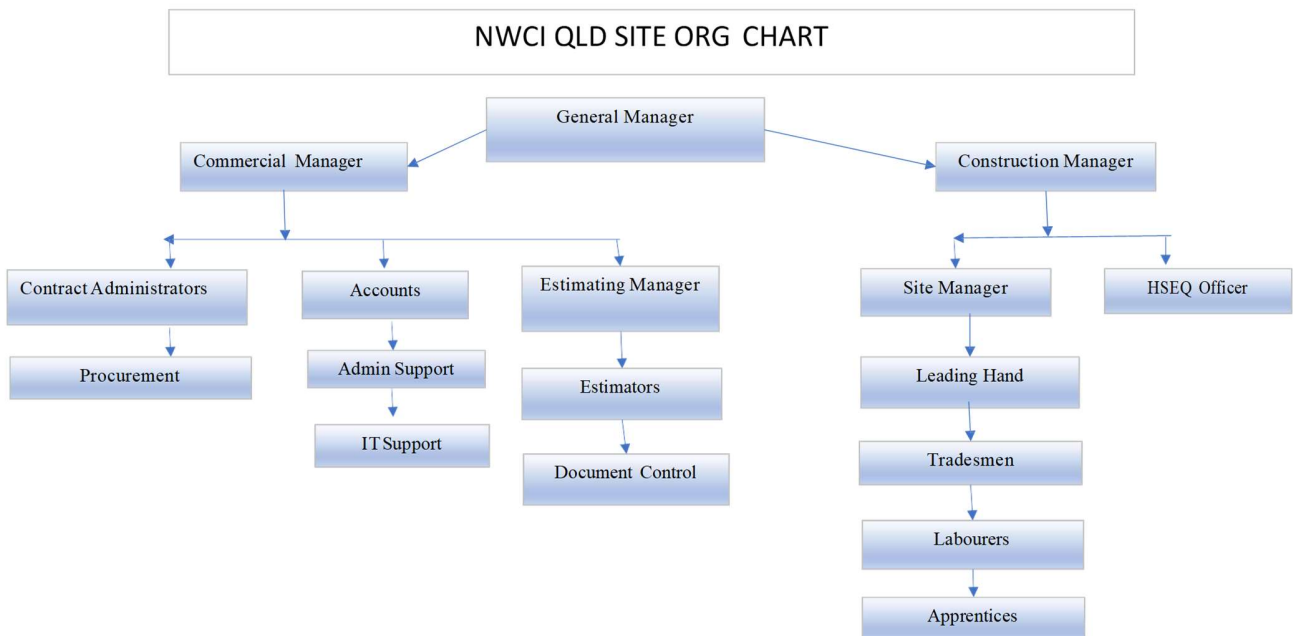 NWCI QLD SITE ORG CHART
General Manager
Commercial Manager
Construction Manager
Contract Administrators
Accounts
Estimating Manager
Site Manager
HSEQ Officer
Procurement
Admin Support
Estimators
Leading Hand
IT Support
Document Control
Tradesmen
Labourers
Apprentices